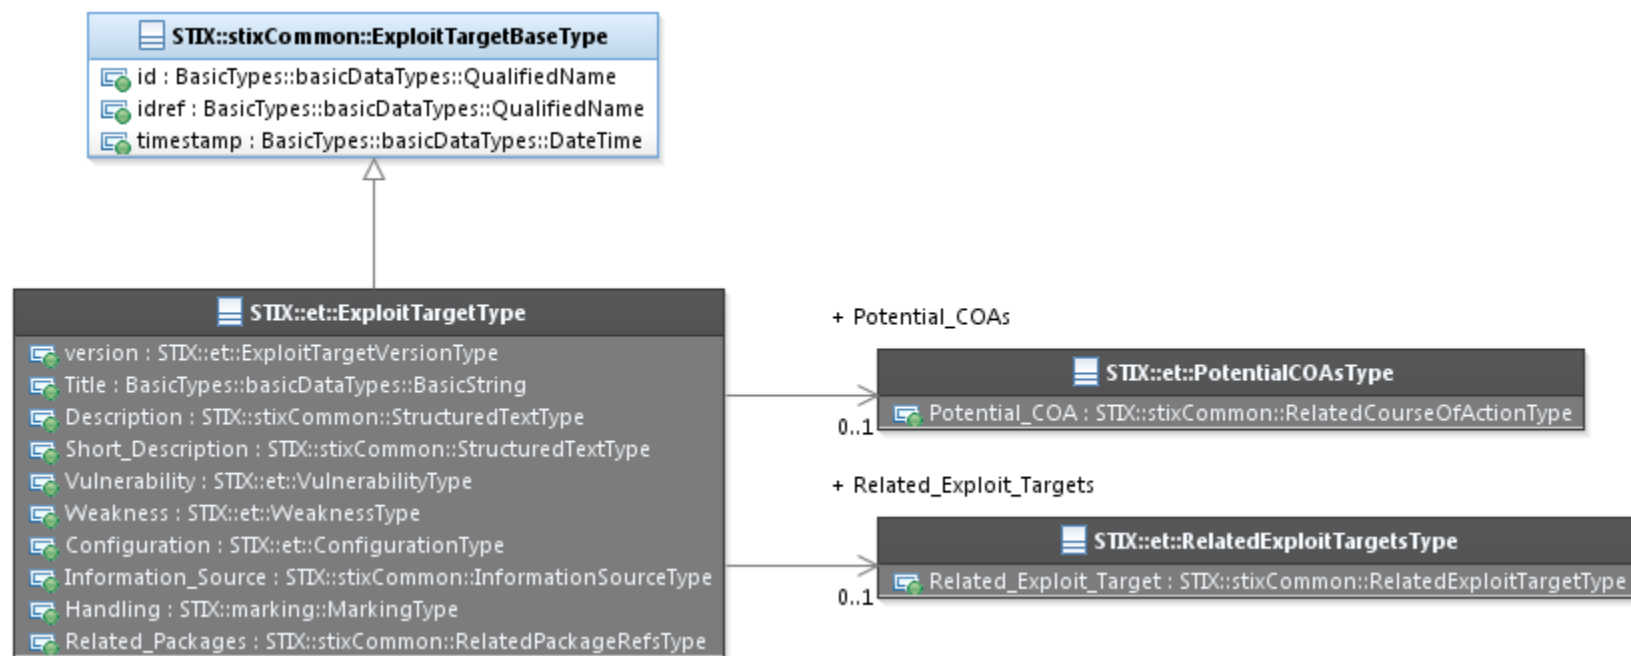 STIX::stixCommon::ExploitTargetBaseType
id : BasicTypes::basicDataTypes::QualifiedName
idref : BasicTypes::basicDataTypes::QualifiedName
timestamp : BasicTypes::basicDataTypes::DateTime
STIX::et::ExploitTargetType
version : STIX::et::ExploitTargetVersionType
Title : BasicTypes::basicDataTypes::BasicString
Description : STIX::stixCommon::StructuredTextType
Short_Description : STIX::stixCommon::StructuredTextType
Vulnerability : STIX::et::VulnerabilityType
Weakness : STIX::et::WeaknessType
Configuration : STIX::et::ConfigurationType
Information_Source : STIX::stixCommon::InformationSourceType
Handling : STIX::marking::MarkingType
Related_Packages : STIX::stixCommon::RelatedPackageRefsType
+ Potential_COAs
STIX::et::PotentialCOAsType
Potential_COA : STIX::stixCommon::RelatedCourseOfActionType
0..1
+ Related_Exploit_Targets
STIX::et::RelatedExploitTargetsType
Related_Exploit_Target : STIX::stixCommon::RelatedExploitTargetType
0..1